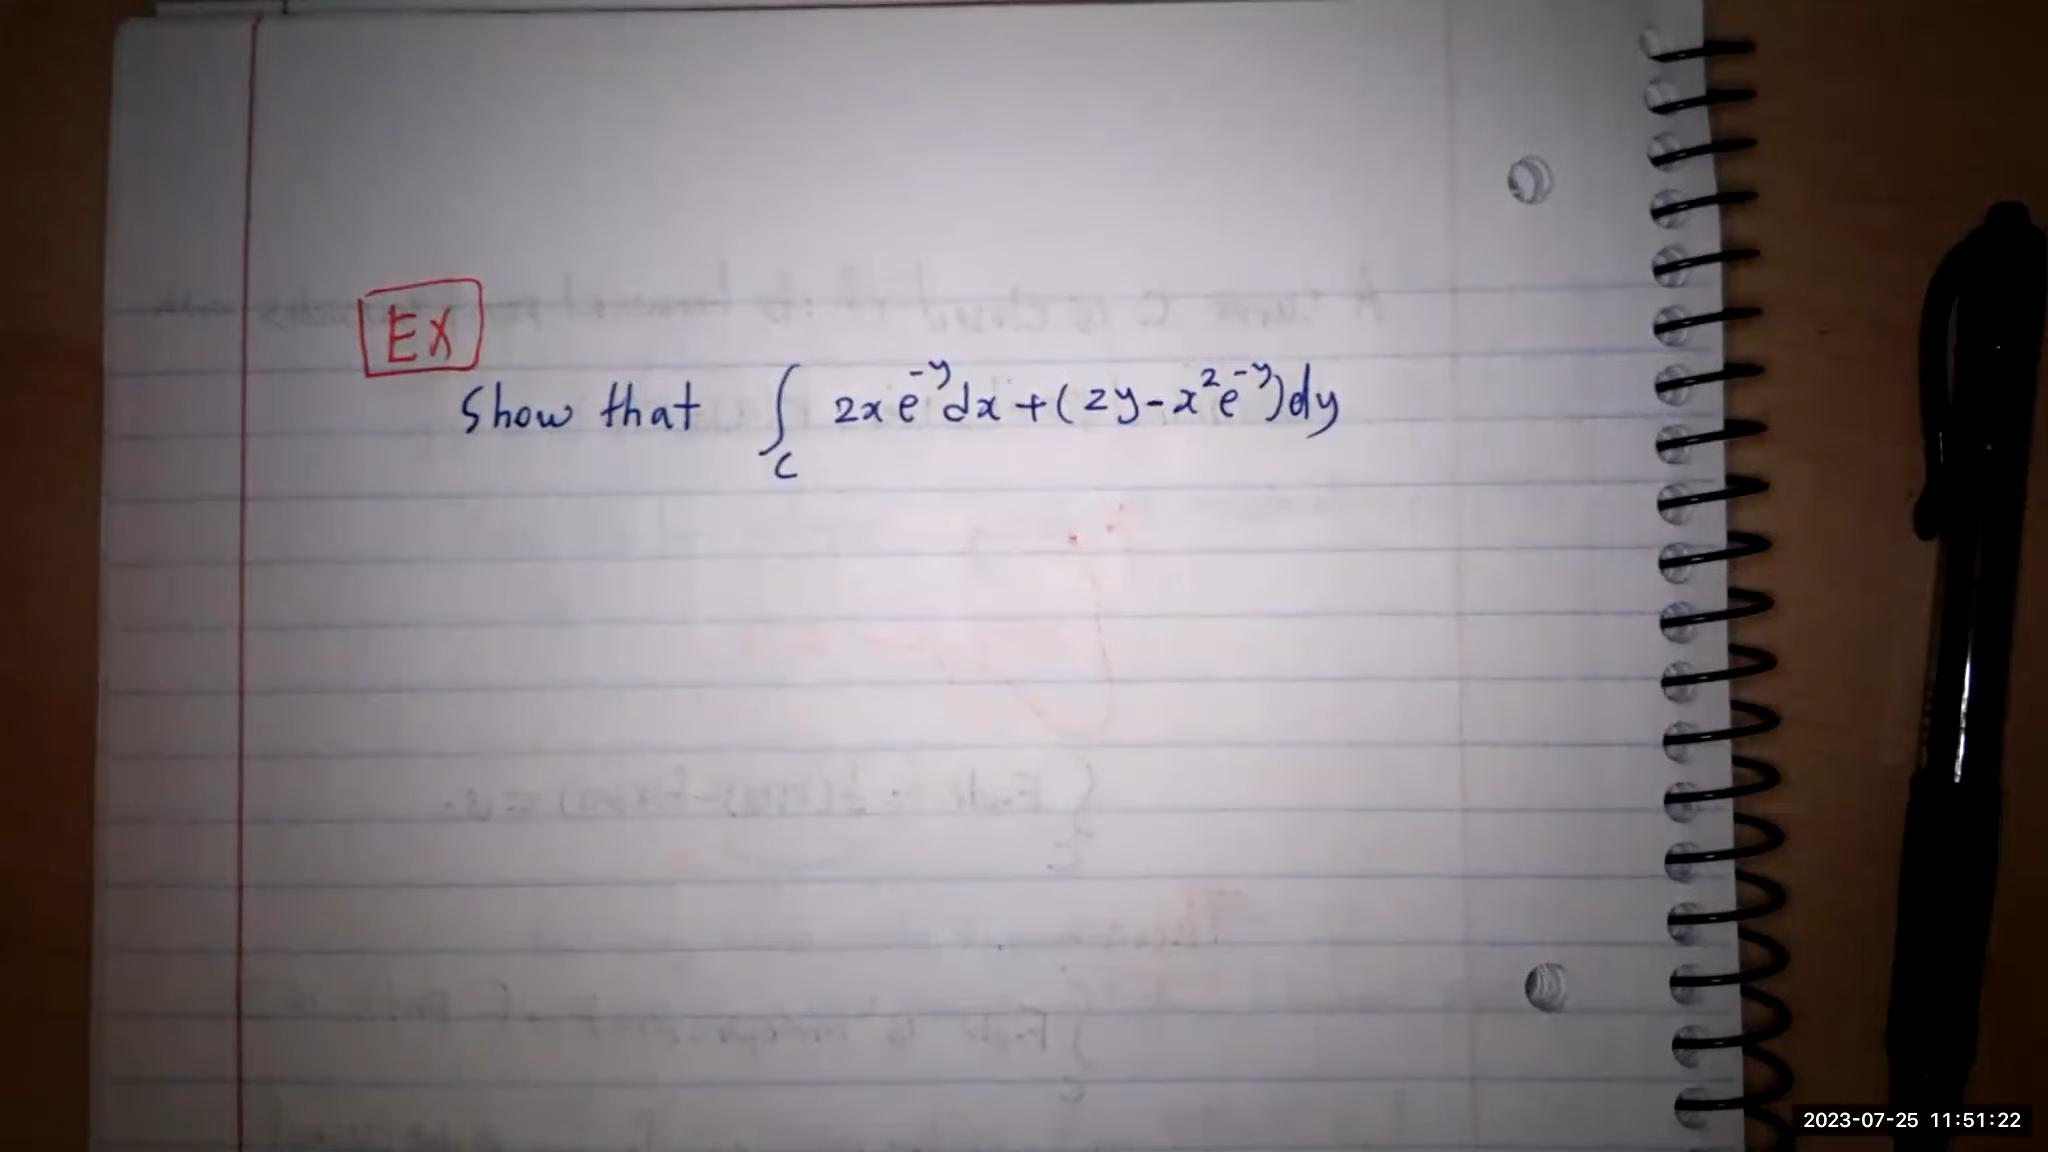 EX
Show that ∫_C 2xe^{-y}dx+(2y-x²e^{-y})dy
2023-07-25 11:51:22